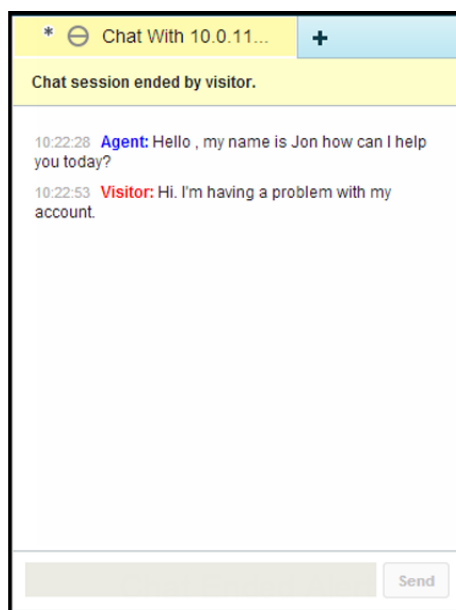 * Chat With 10.0.11... +
Chat session ended by visitor.
10:22:28 Agent: Hello , my name is Jon how can I help
you today?
10:22:53 Visitor: Hi. I'm having a problem with my
account.
Send